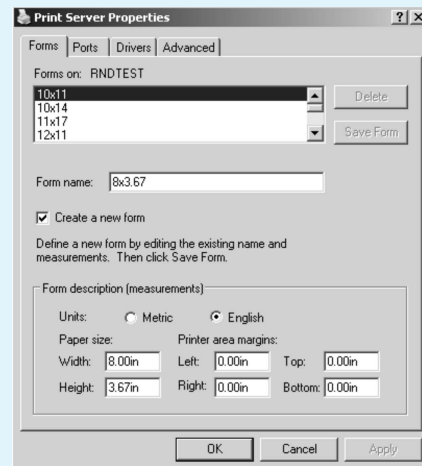 Print Server Properties ? X
Forms Ports Drivers Advanced
Forms on: RNDTEST
10x11
10x14
11x17
12x11
Delete
Save Form
Form name: 8x3.67
Create a new form
Define a new form by editing the existing name and
measurements. Then click Save Form.
Form description (measurements)
Units: Metric English
Paper size: Printer area margins:
Width: 8.00in Left: 0.00in Top: 0.00in
Height: 3.67in Right: 0.00in Bottom: 0.00in
OK Cancel Apply